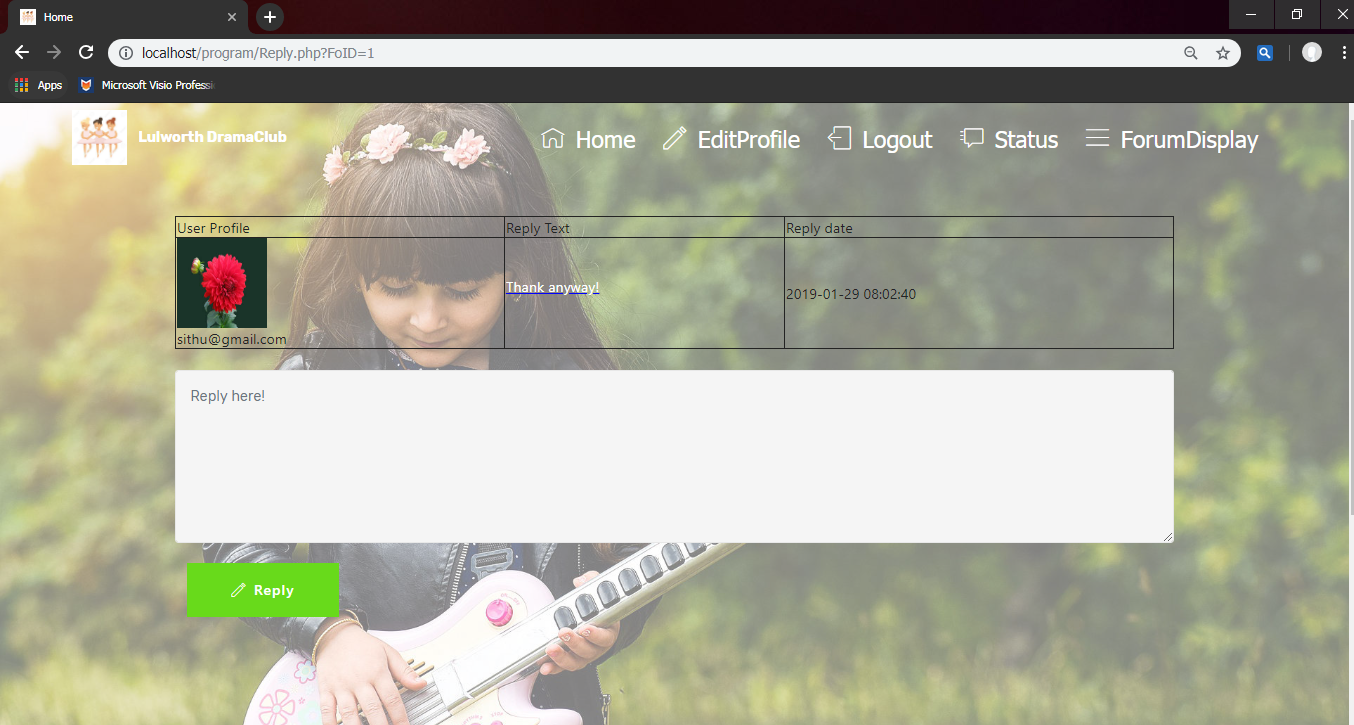 Home
localhost/program/Reply.php?FoID=1
Apps Microsoft Visio Professi
Lulworth DramaClub
Home EditProfile Logout Status ForumDisplay
User Profile Reply Text Reply date
Thank anyway!
2019-01-29 08:02:40
sithu@gmail.com
Reply here!
Reply